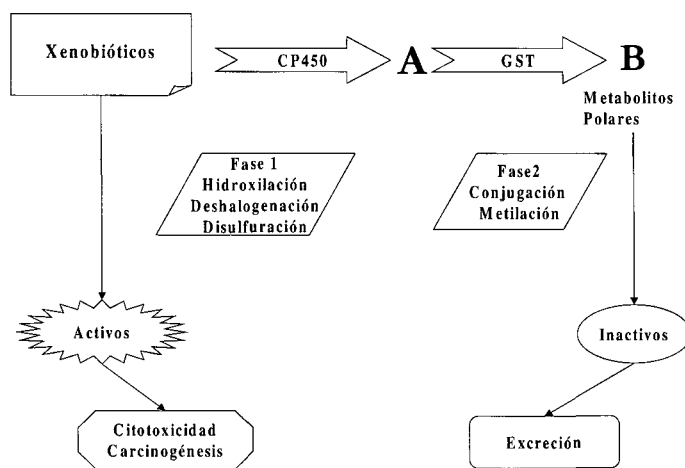 Xenobióticos
CP450
A
GST
B
Metabolitos
Polares
Fase 1
Hidroxilación
Deshalogenación
Disulfuración
Fase2
Conjugación
Metilación
Activos
Inactivos
Citotoxicidad
Carcinogénesis
Excreción